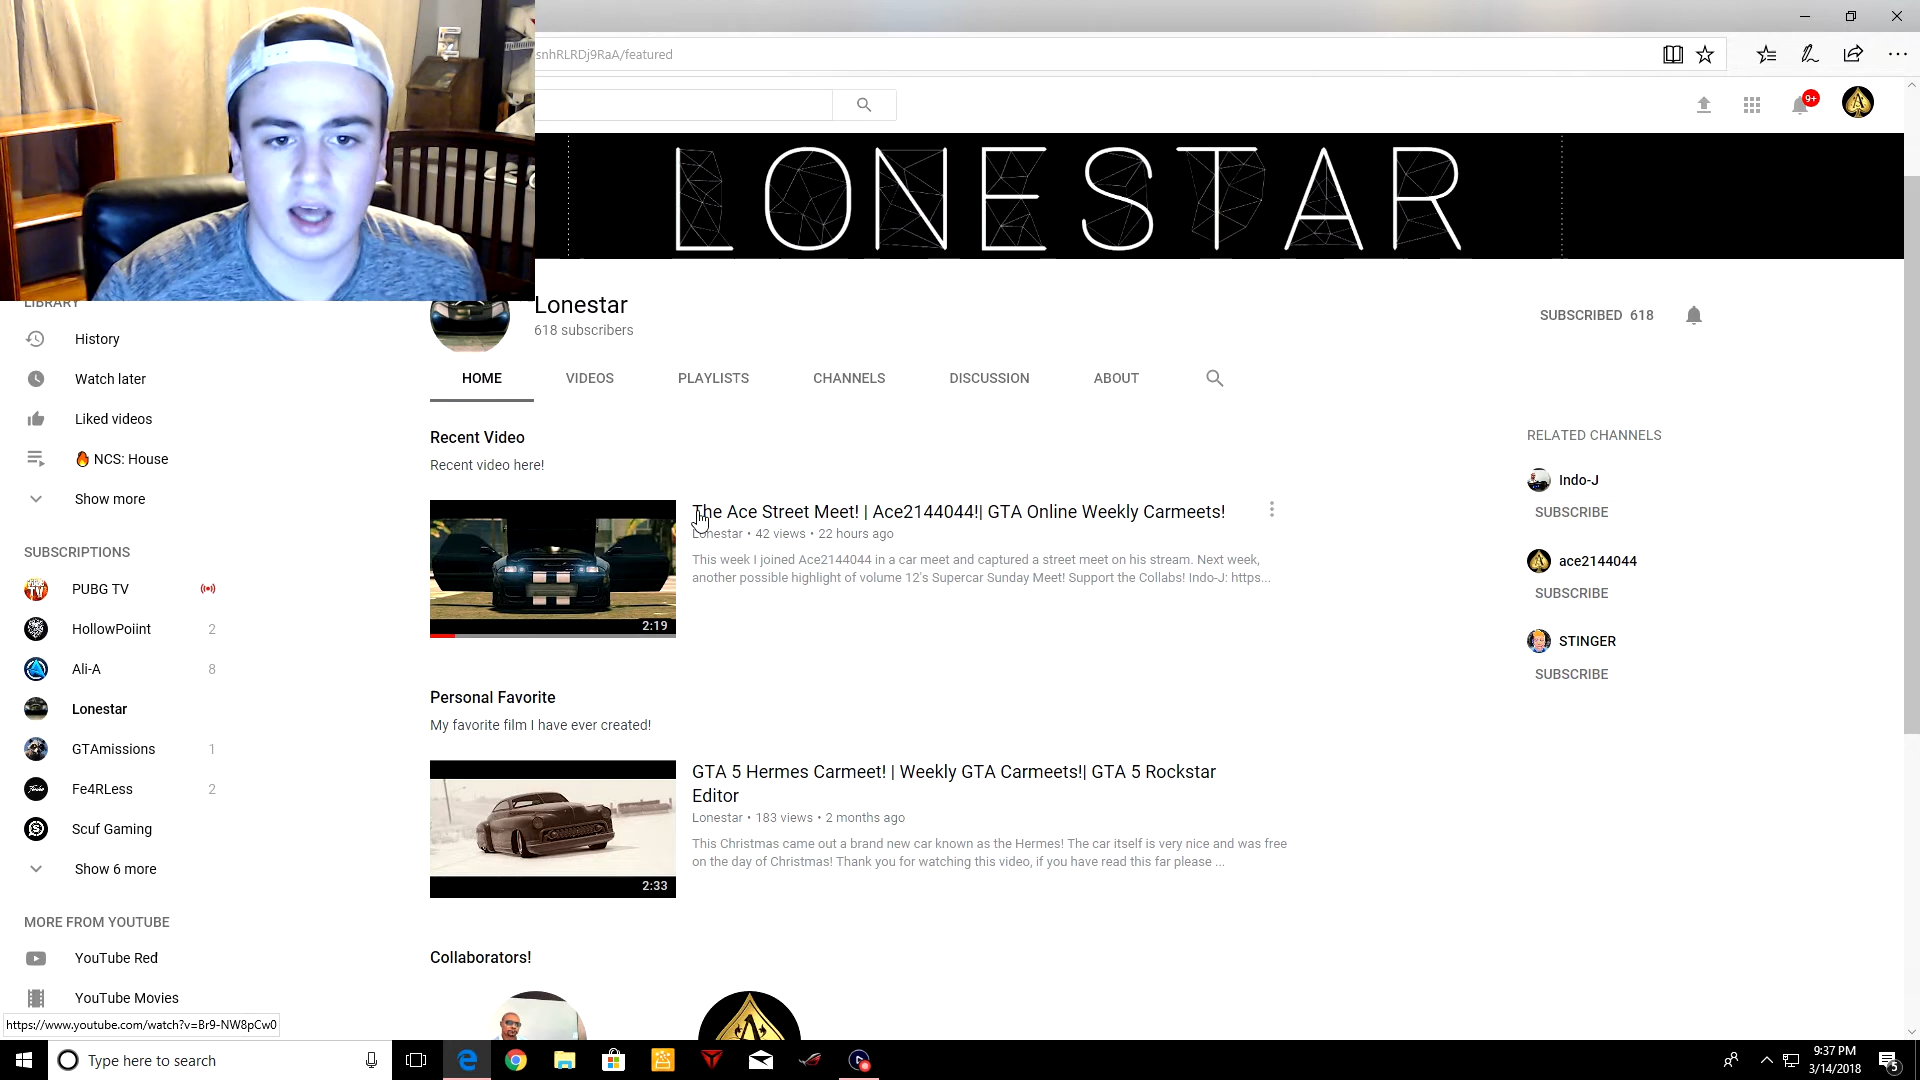 snhRLRDj9RaA/featured
9+
LONESTAR
LIBRARY
History
Watch later
Liked videos
🔥 NCS: House
Show more
SUBSCRIPTIONS
PUBG TV
HollowPoiint 2
Ali-A 8
Lonestar
GTAmissions 1
Fe4RLess 2
Scuf Gaming
Show 6 more
MORE FROM YOUTUBE
YouTube Red
YouTube Movies
https://www.youtube.com/watch?v=Br9-NW8pCw0
Lonestar
618 subscribers
SUBSCRIBED 618
HOME VIDEOS PLAYLISTS CHANNELS DISCUSSION ABOUT
Recent Video
Recent video here!
2:19
The Ace Street Meet! | Ace2144044!| GTA Online Weekly Carmeets!
Lonestar • 42 views • 22 hours ago
This week I joined Ace2144044 in a car meet and captured a street meet on his stream. Next week,
another possible highlight of volume 12's Supercar Sunday Meet! Support the Collabs! Indo-J: https...
Personal Favorite
My favorite film I have ever created!
2:33
GTA 5 Hermes Carmeet! | Weekly GTA Carmeets!| GTA 5 Rockstar
Editor
Lonestar • 183 views • 2 months ago
This Christmas came out a brand new car known as the Hermes! The car itself is very nice and was free
on the day of Christmas! Thank you for watching this video, if you have read this far please ...
Collaborators!
RELATED CHANNELS
Indo-J
SUBSCRIBE
ace2144044
SUBSCRIBE
STINGER
SUBSCRIBE
Type here to search
9:37 PM
3/14/2018
5